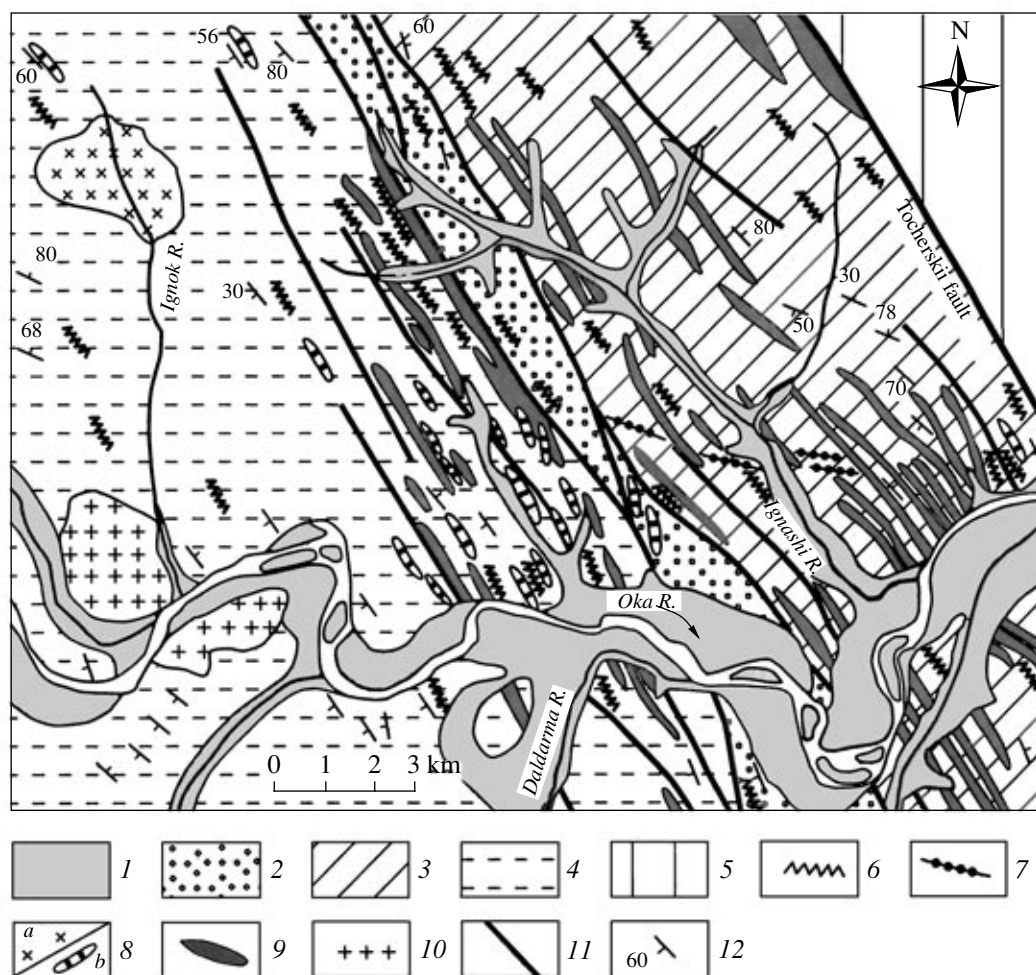 60
56
80
60
N
80
68
Ignok R.
30
80
30
50
78
70
Tocherskii fault
Ignashi R.
Oka R.
Daldarma R.
0 1 2 3 km
1 2 3 4 5 6 7
a b 8 9 10 11 60 12